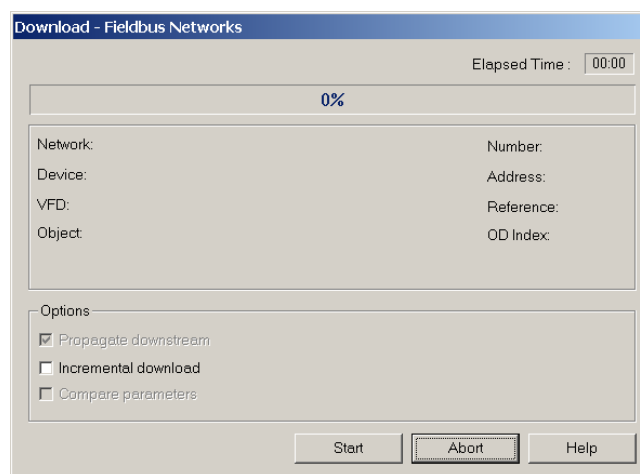 Download - Fieldbus Networks
Elapsed Time : 00:00
0%
Network:
Number:
Device:
Address:
VFD:
Reference:
Object:
OD Index:
Options
Propagate downstream
Incremental download
Compare parameters
Start
Abort
Help